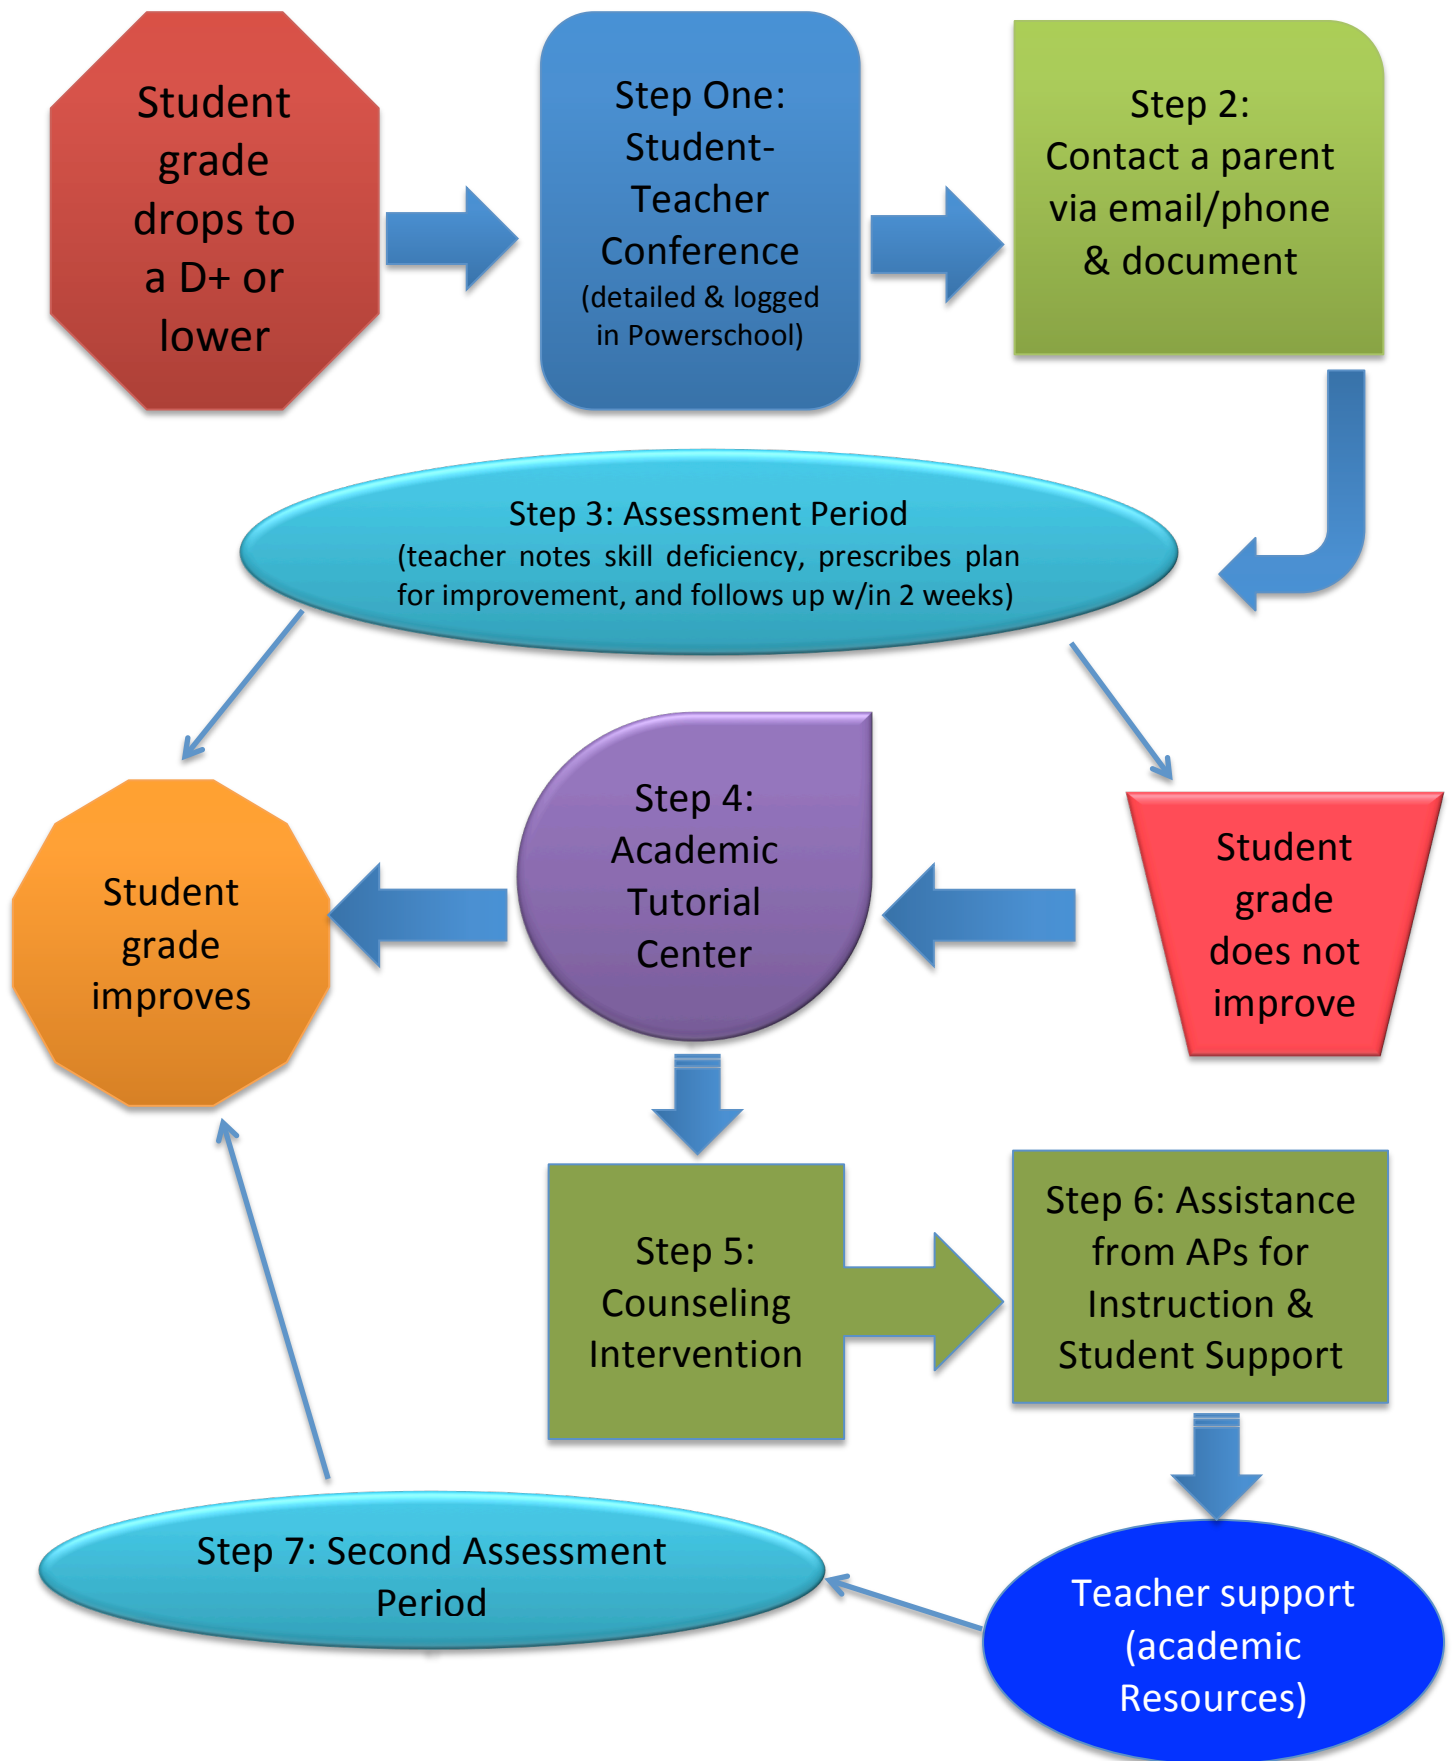 Student
grade
drops to
a D+ or
lower
Step One:
Student-
Teacher
Conference
(detailed & logged
in Powerschool)
Step 2:
Contact a parent
via email/phone
& document
Step 3: Assessment Period
(teacher notes skill deficiency, prescribes plan
for improvement, and follows up w/in 2 weeks)
Student
grade
improves
Step 4:
Academic
Tutorial
Center
Student
grade
does not
improve
Step 5:
Counseling
Intervention
Step 6: Assistance
from APs for
Instruction &
Student Support
Step 7: Second Assessment
Period
Teacher support
(academic
Resources)